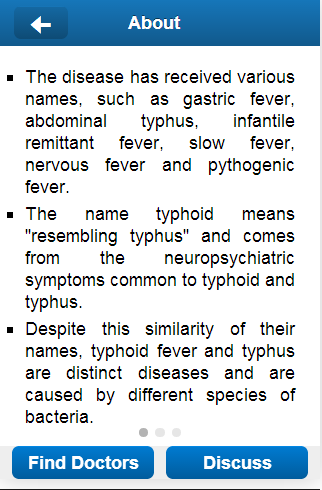 About
▪ The disease has received various
names, such as gastric fever,
abdominal typhus, infantile
remittant fever, slow fever,
nervous fever and pythogenic
fever.
▪ The name typhoid means
"resembling typhus" and comes
from the neuropsychiatric
symptoms common to typhoid and
typhus.
▪ Despite this similarity of their
names, typhoid fever and typhus
are distinct diseases and are
caused by different species of
bacteria.
Find Doctors Discuss